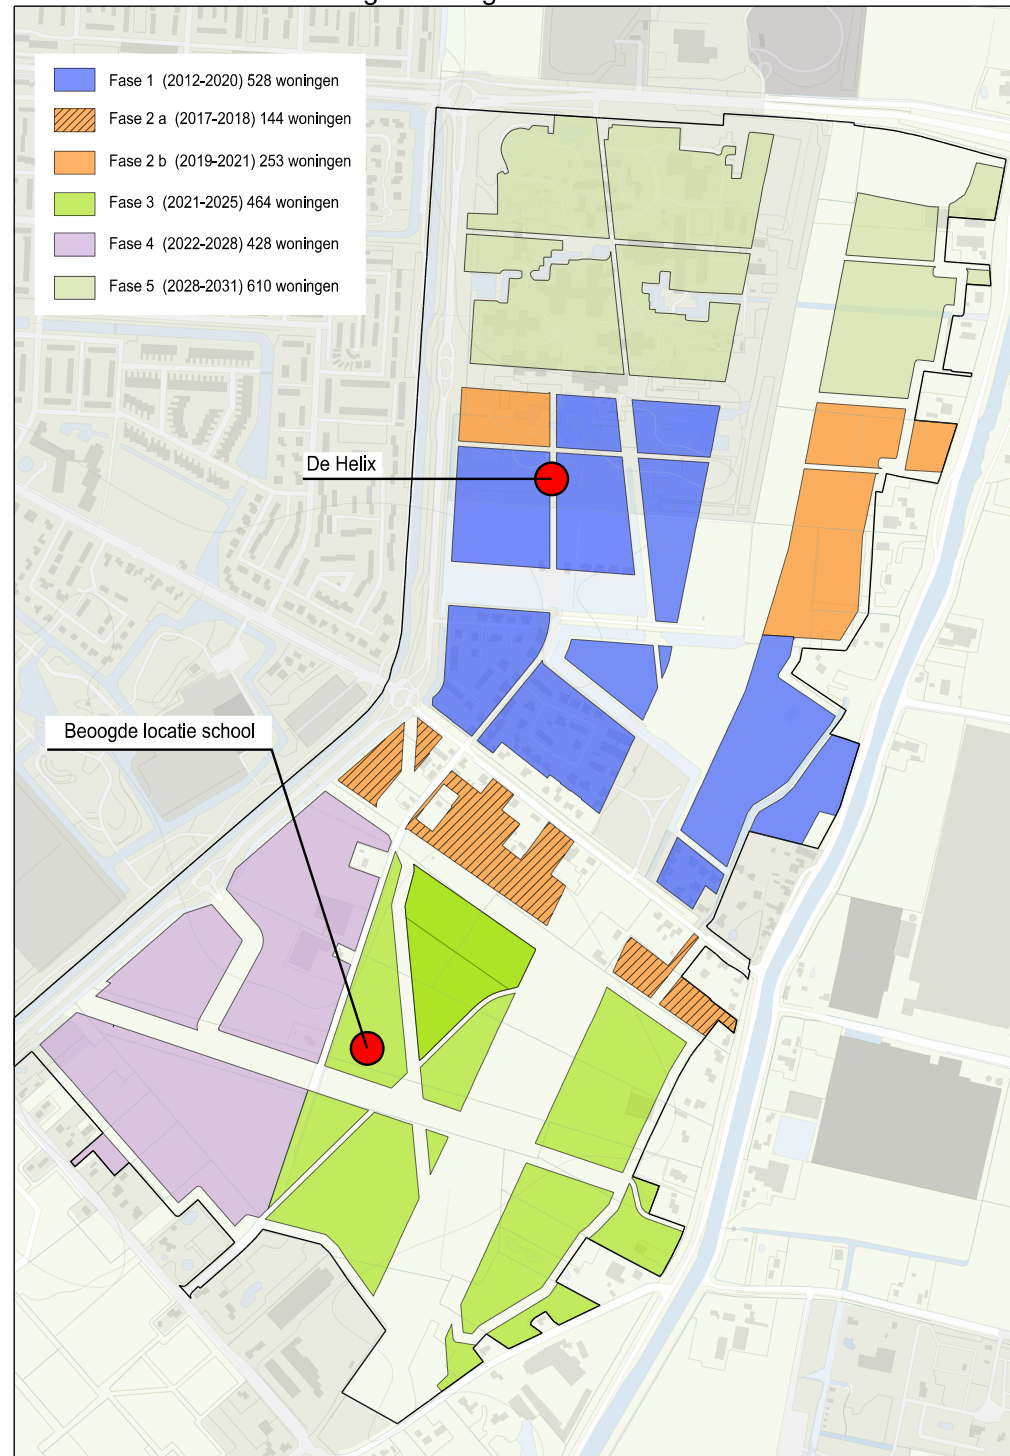 Fase 1 (2012-2020) 528 woningen
Fase 2 a (2017-2018) 144 woningen
Fase 2 b (2019-2021) 253 woningen
Fase 3 (2021-2025) 464 woningen
Fase 4 (2022-2028) 428 woningen
Fase 5 (2028-2031) 610 woningen
De Helix
Beoogde locatie school